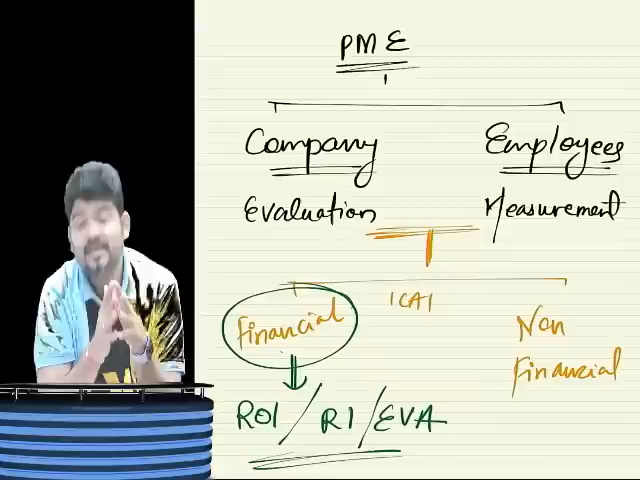 PME
Company Employees
Evaluation Measurement
ICAI
Financial Non
Financial
ROI / RI / EVA